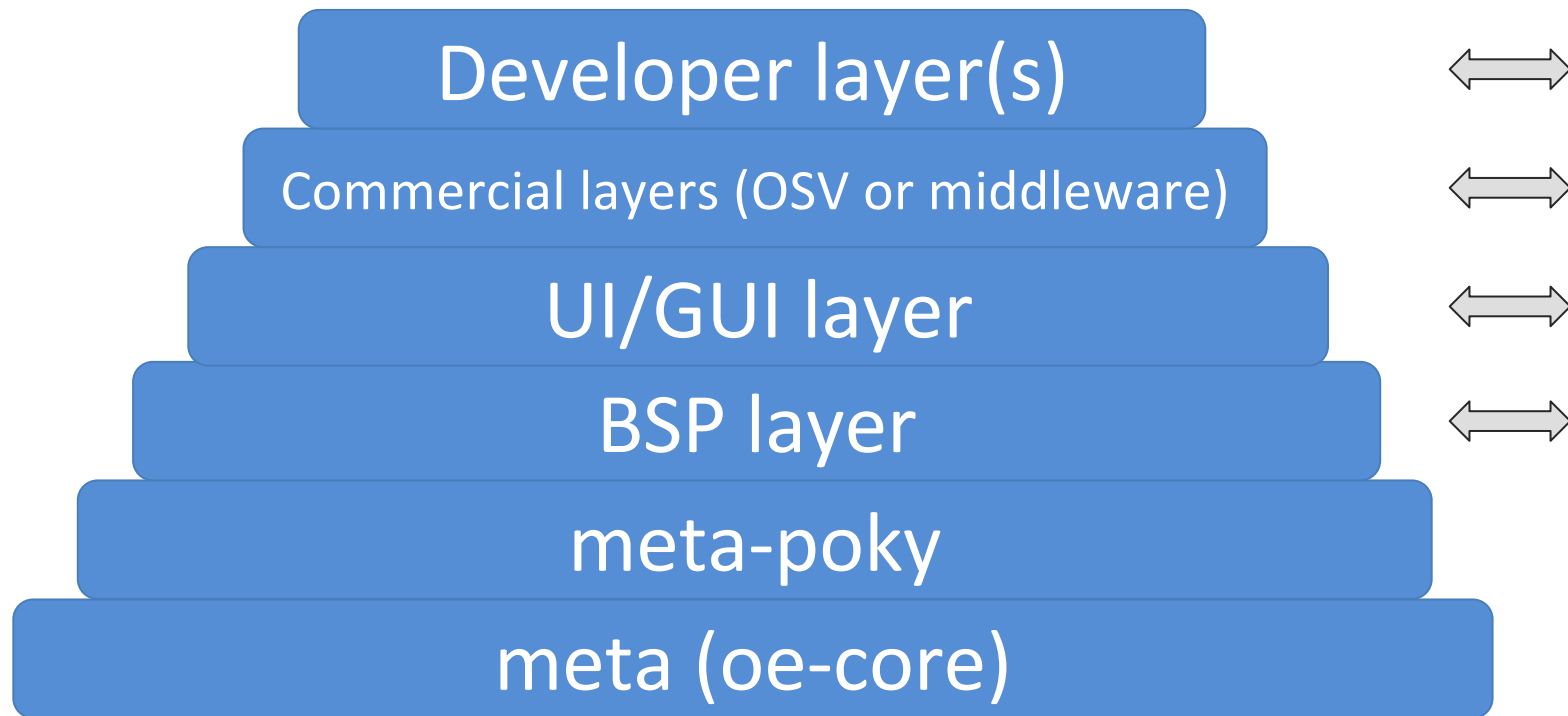 Developer layer(s)
Commercial layers (OSV or middleware)
UI/GUI layer
BSP layer
meta-poky
meta (oe-core)